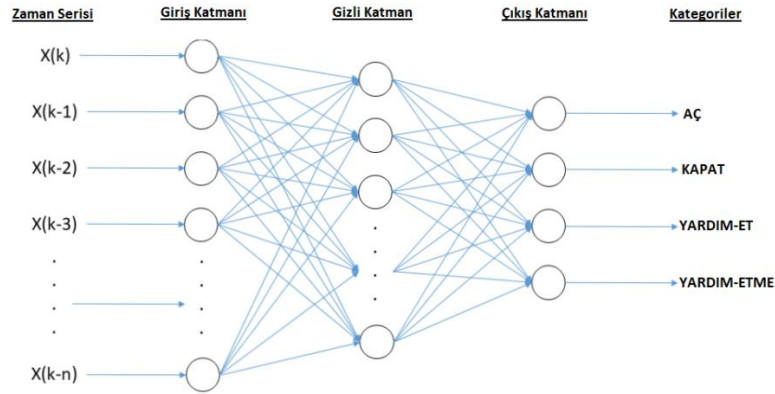 Zaman Serisi
Giriş Katmanı
Gizli Katman
Çıkış Katmanı
Kategoriler
X(k)
X(k-1)
X(k-2)
X(k-3)
X(k-n)
AÇ
KAPAT
YARDIM-ET
YARDIM-ETME